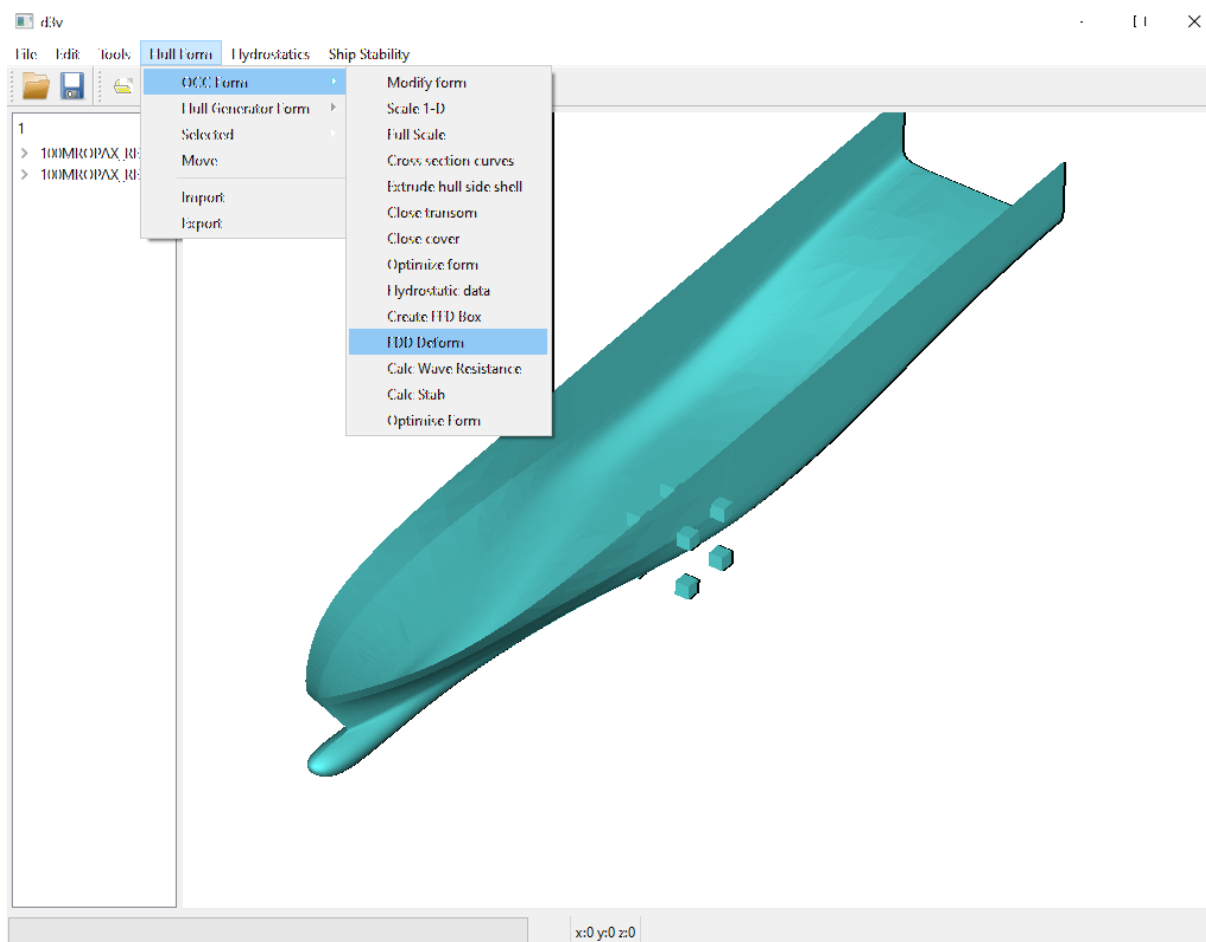 d3v
File Edit Tools Hull Form Hydrostatics Ship Stability
1
100MROPAX_RE
100MROPAX_RE
OCC Form
Hull Generator Form
Selected
Move
Import
Export
Modify form
Scale 1-D
Full Scale
Cross section curves
Extrude hull side shell
Close transom
Close cover
Optimize form
Hydrostatic data
Create FFD Box
FDD Deform
Calc Wave Resistance
Calc Stab
Optimise Form
x:0 y:0 z:0